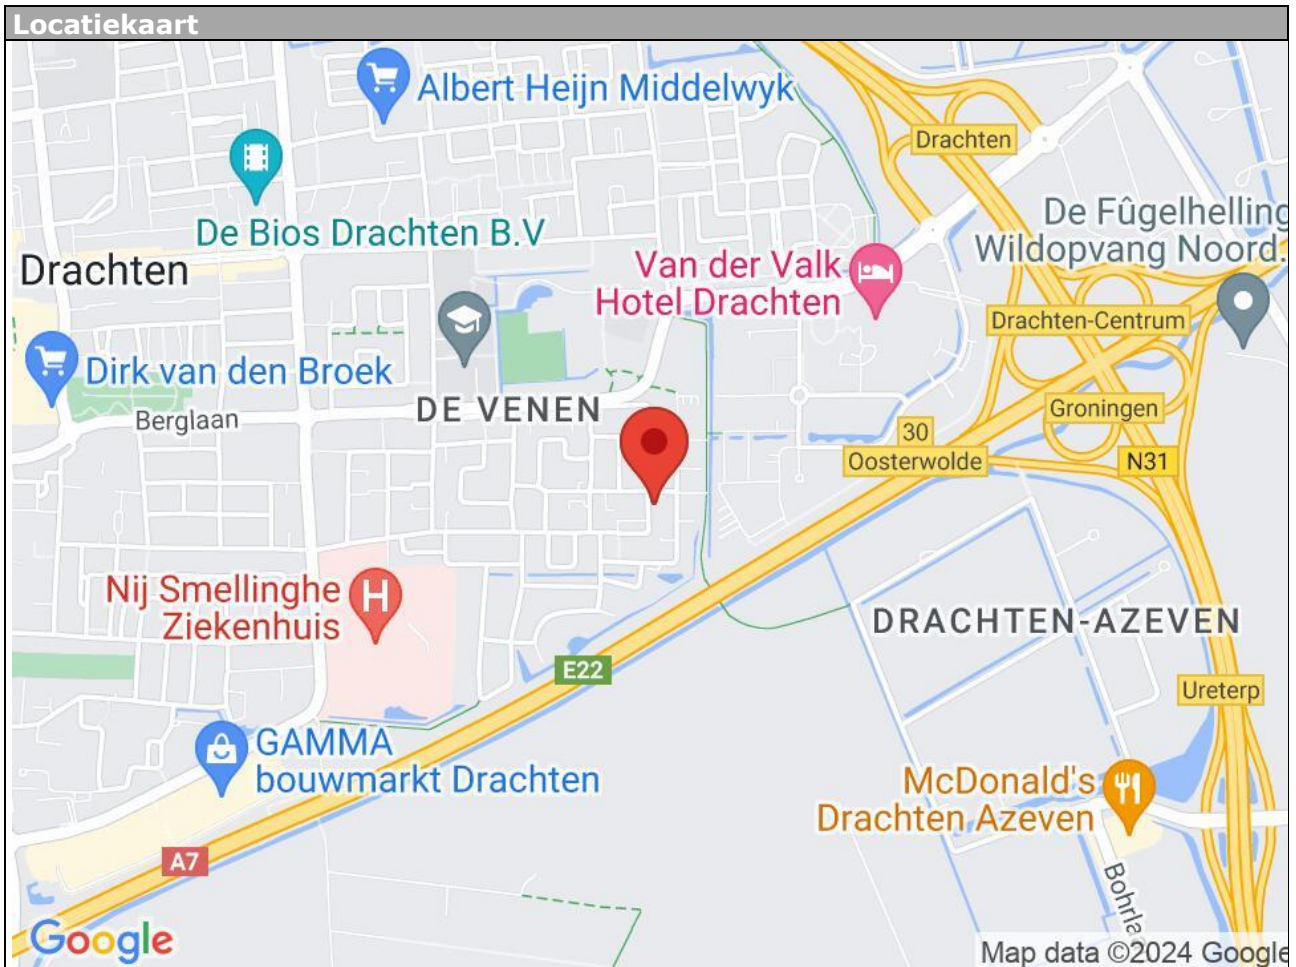 Locatiekaart
Albert Heijn Middelwyk
Drachten
De Bios Drachten B.V
De Fûgelhelling
Wildopvang Noord.
Drachten
Van der Valk
Hotel Drachten
Drachten-Centrum
Dirk van den Broek
Berglaan
DE VENEN
Groningen
30
Oosterwolde
N31
Nij Smellinghe
Ziekenhuis
H
DRACHTEN-AZEVEN
E22
Ureterp
GAMMA
bouwmarkt Drachten
McDonald's
Drachten Azeven
A7
Bohrlaa
Google
Map data ©2024 Google